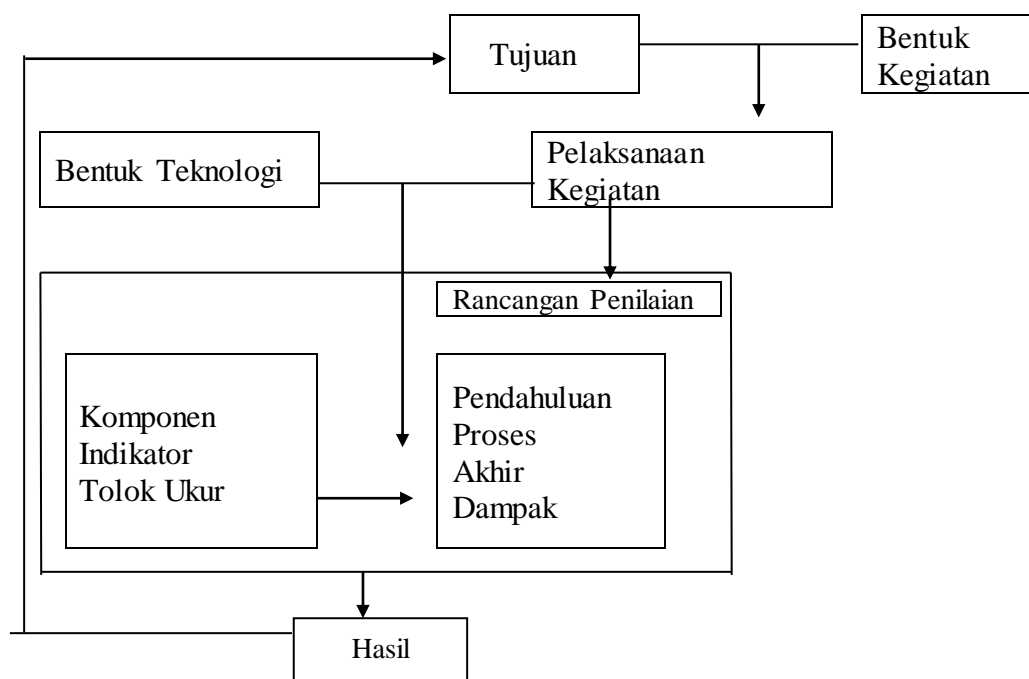 Tujuan
Bentuk
Kegiatan
Bentuk Teknologi
Pelaksanaan
Kegiatan
Rancangan Penilaian
Komponen
Indikator
Tolok Ukur
Pendahuluan
Proses
Akhir
Dampak
Hasil